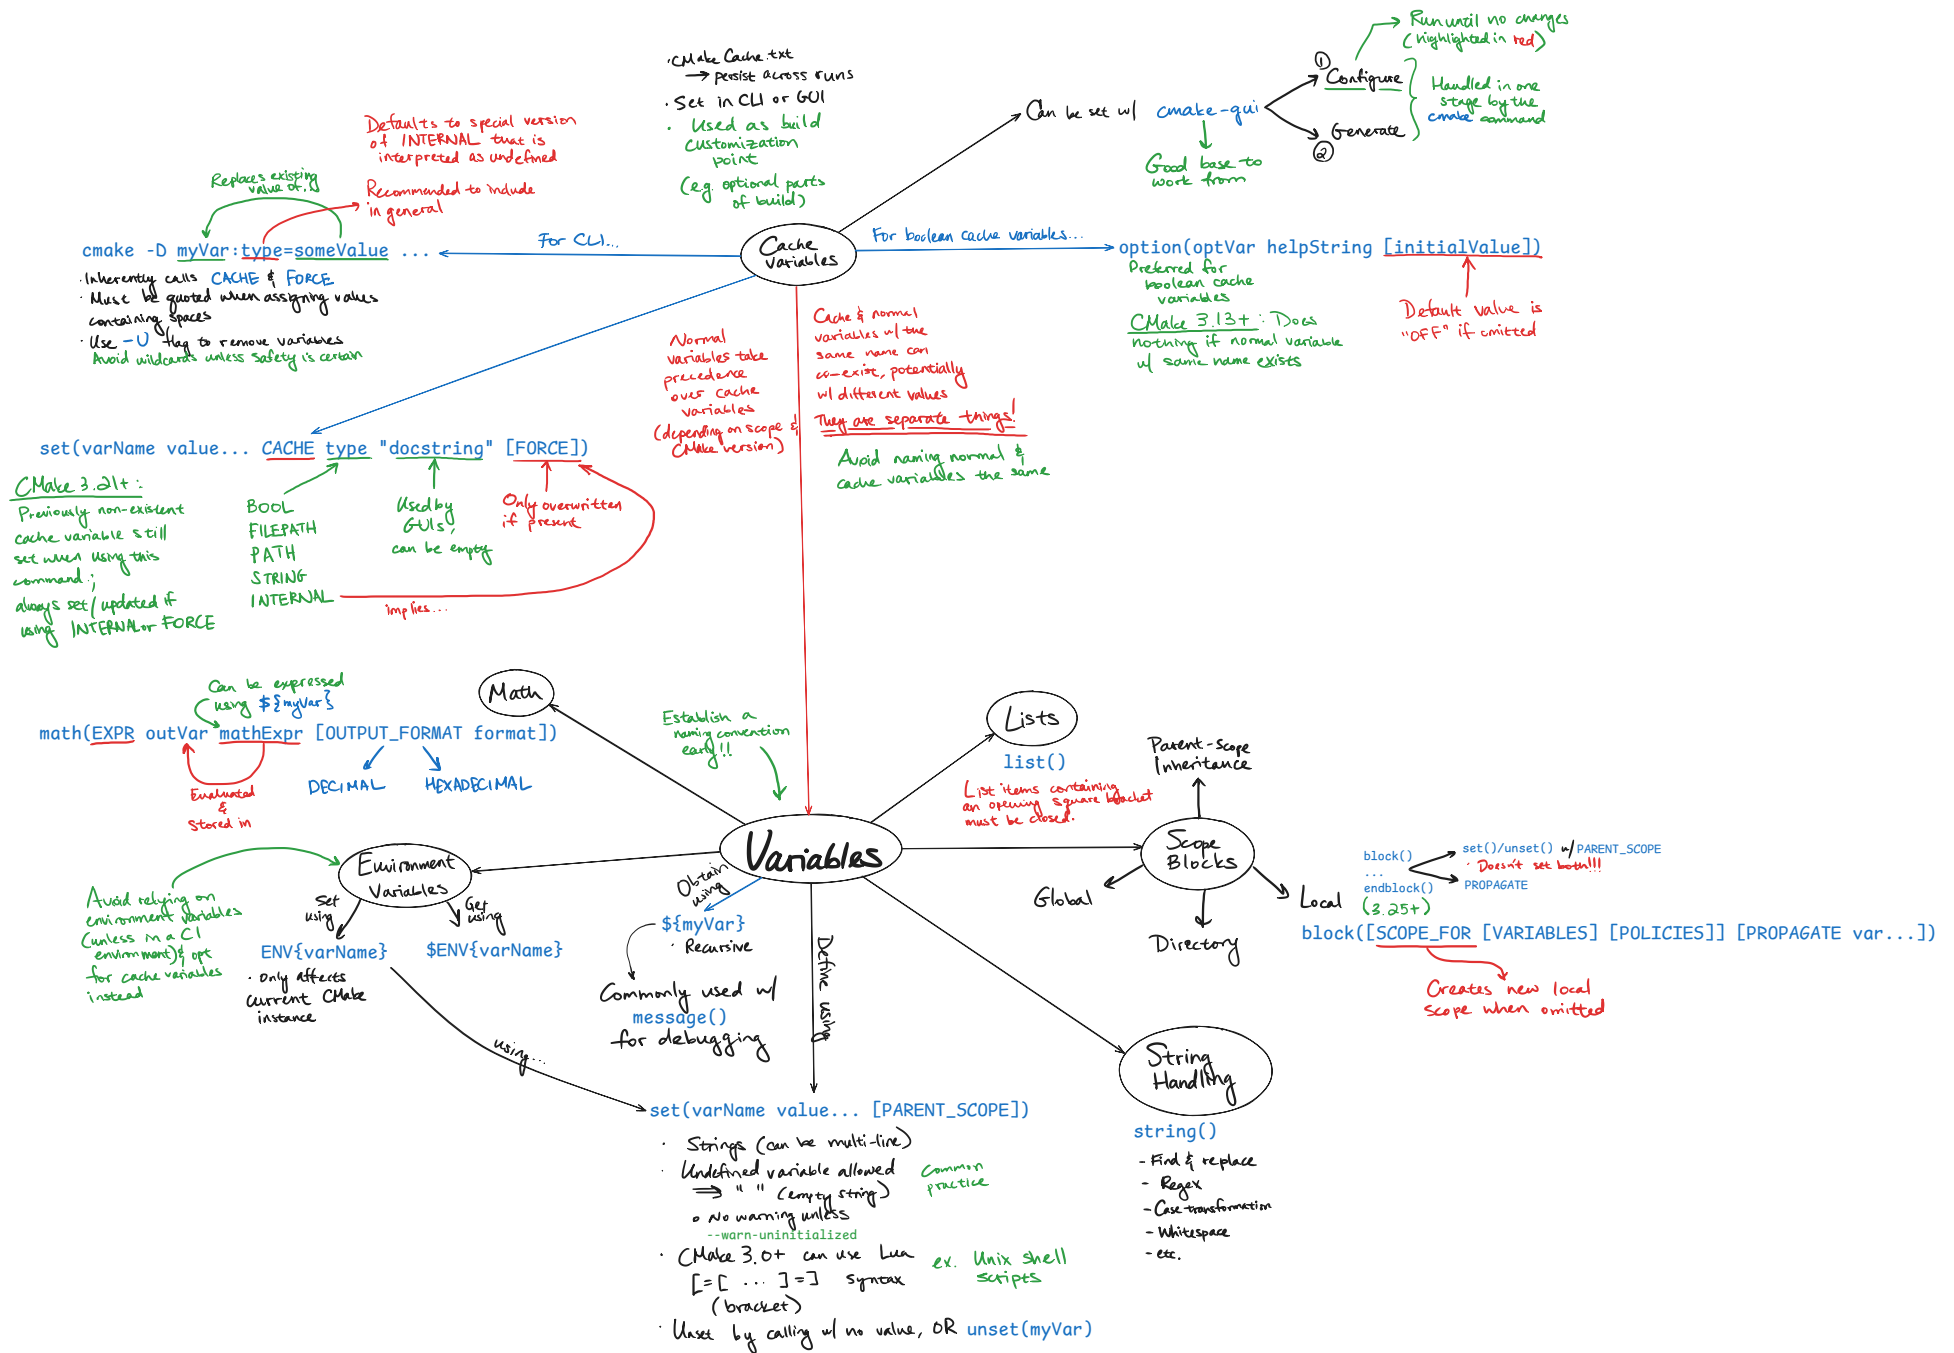 ·CMake Cache.txt
→ persist across runs
· Set in CLI or GUI
· Used as build
customization
point
(e.g. optional parts
of build)
Run until no changes
(highlighted in red)
Can be set w/ cmake-gui
① Configure
Generate
②
Handled in one
stage by the
cmake command
Good base to
work from
Defaults to special version
of INTERNAL that is
interpreted as undefined
Recommended to include
in general
Replaces existing
value of...
cmake -D myVar:type=someValue ...
For CLI...
Cache
Variables
For boolean cache variables...
option(optVar helpString [initialValue])
· Inherently calls CACHE & FORCE
· Must be quoted when assigning values
containing spaces
· Use -U flag to remove variables
Avoid wildcards unless safety is certain
Preferred for
boolean cache
variables
CMake 3.13+ : Does
nothing if normal variable
w/ same name exists
Default value is
"OFF" if omitted
Normal
variables take
precedence
over cache
variables
(depending on scope &
CMake version)
Cache & normal
variables w/ the
same name can
co-exist, potentially
w/ different values
They are separate things!
Avoid naming normal &
cache variables the same
set(varName value... CACHE type "docstring" [FORCE])
CMake 3.21+ :
Previously non-existent
cache variable still
set when using this
command;
always set/updated if
using INTERNAL or FORCE
BOOL
FILEPATH
PATH
STRING
INTERNAL
Used by
GUIs,
can be empty
Only overwritten
if present
implies...
Math
Can be expressed
using ${myVar}
math(EXPR outVar mathExpr [OUTPUT_FORMAT format])
DECIMAL
HEXADECIMAL
Evaluated
&
Stored in
Establish a
naming convention
early!!
Lists
list()
List items containing
an opening square bracket
must be closed.
Variables
Parent-scope
Inheritance
Scope
Blocks
Global
Directory
Local
block()
...
endblock()
(3.25+)
set()/unset() w/ PARENT_SCOPE
· Doesn't set both!!!
PROPAGATE
block([SCOPE_FOR [VARIABLES] [POLICIES]] [PROPAGATE var...])
Creates new local
scope when omitted
Environment
Variables
Avoid relying on
environment variables
(unless in a CI
environment) & opt
for cache variables
instead
Set
using
Get
using
ENV{varName}
$ENV{varName}
· Only affects
current CMake
instance
using...
Obtain
using
${myVar}
· Recursive
Commonly used w/
message()
for debugging
Define using
set(varName value... [PARENT_SCOPE])
· Strings (can be multi-line)
· Undefined variable allowed
⇒ " " (empty string)
Common
practice
○ No warning unless
--warn-uninitialized
· CMake 3.0+ can use Lua
[=[ ... ]=] syntax
(bracket)
ex. Unix shell
scripts
· Unset by calling w/ no value, OR unset(myVar)
String
Handling
string()
- Find & replace
- Regex
- Case transformation
- Whitespace
- etc.